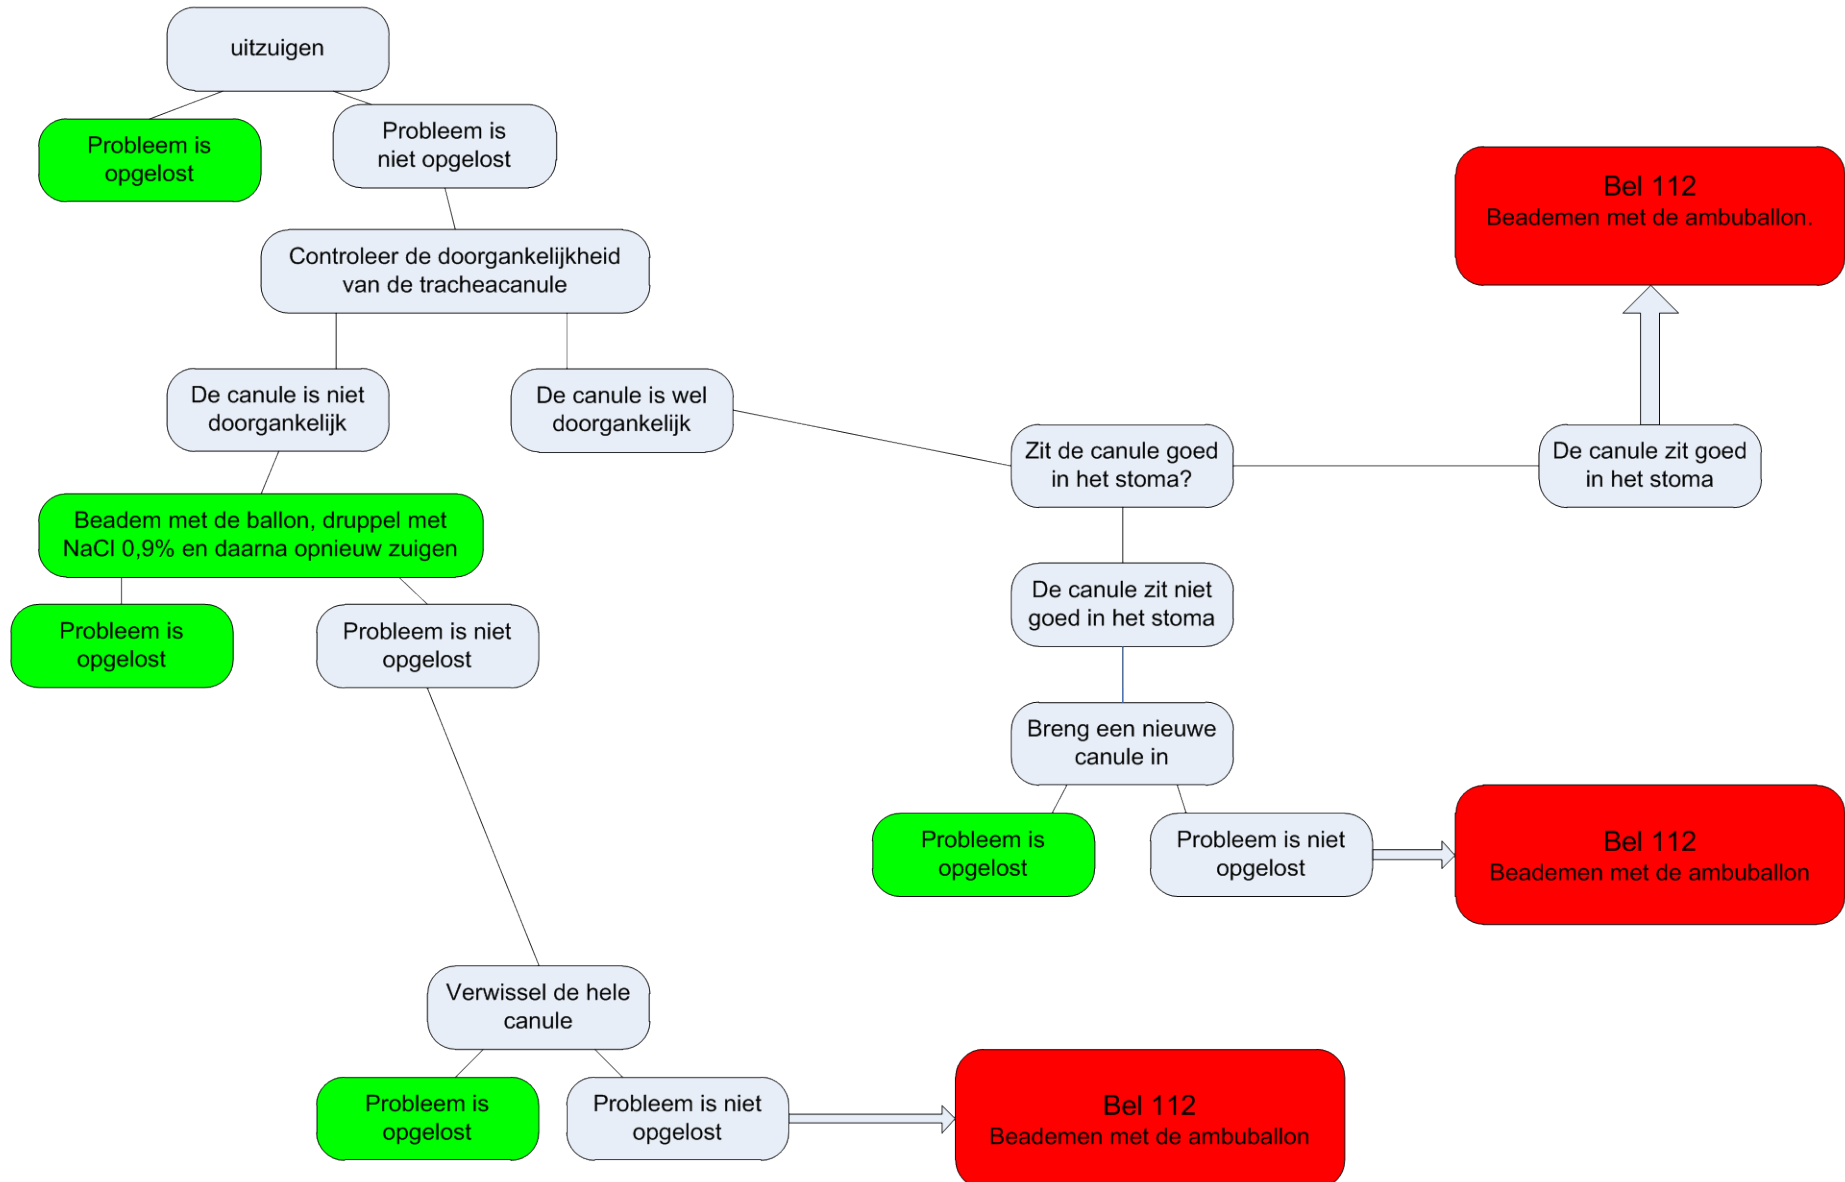 uitzuigen
Probleem is
opgelost
Probleem is
niet opgelost
Controleer de doorgankelijkheid
van de tracheacanule
De canule is niet
doorgankelijk
De canule is wel
doorgankelijk
Beadem met de ballon, druppel met
NaCl 0,9% en daarna opnieuw zuigen
Probleem is
opgelost
Probleem is niet
opgelost
Verwissel de hele
canule
Probleem is
opgelost
Probleem is niet
opgelost
Bel 112
Beademen met de ambuballon
Zit de canule goed
in het stoma?
De canule zit goed
in het stoma
Bel 112
Beademen met de ambuballon.
De canule zit niet
goed in het stoma
Breng een nieuwe
canule in
Probleem is
opgelost
Probleem is niet
opgelost
Bel 112
Beademen met de ambuballon